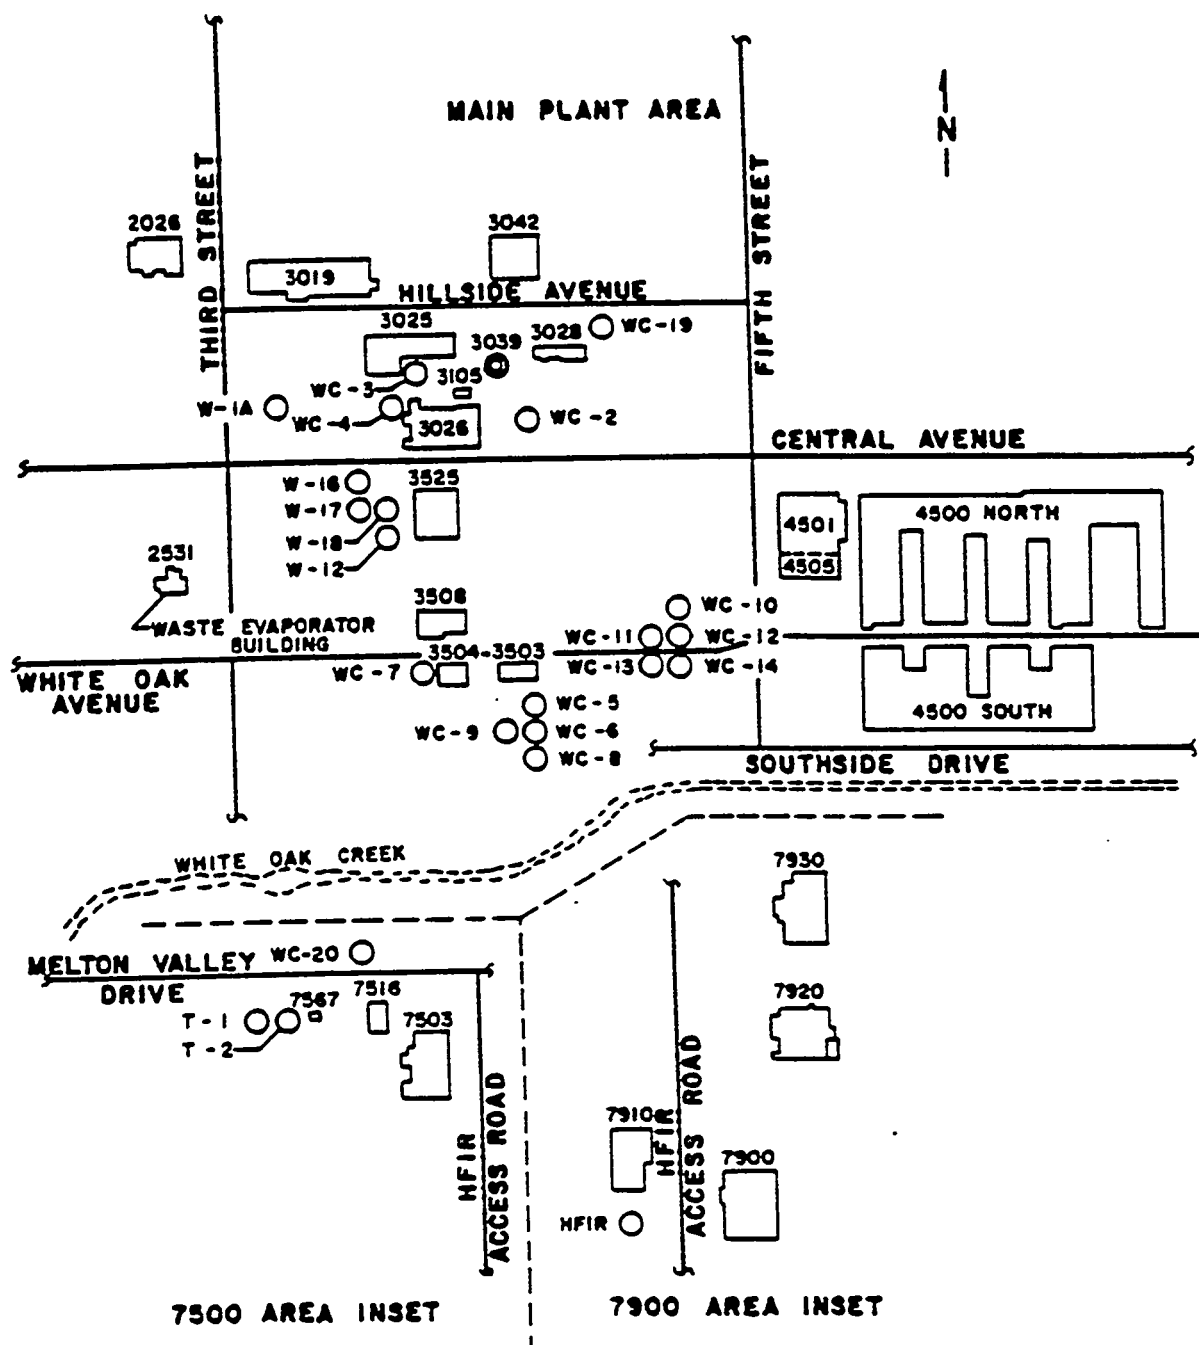 MAIN PLANT AREA
N
THIRD STREET
FIFTH STREET
2026
3042
3019
HILLSIDE AVENUE
3025
3039
3028
WC-19
WC-3
3105
W-1A
WC-4
3026
WC-2
CENTRAL AVENUE
W-16
3525
W-17
W-18
W-12
4501
4500 NORTH
4505
2531
3508
WC-10
WASTE EVAPORATOR
BUILDING
WC-11
WC-12
3504-3503
WC-7
WC-13
WC-14
WHITE OAK
AVENUE
WC-5
WC-9
WC-6
WC-8
4500 SOUTH
SOUTHSIDE DRIVE
WHITE OAK CREEK
7930
MELTON VALLEY
DRIVE
WC-20
7567
7516
7503
T-1
T-2
7920
HFIR
ACCESS ROAD
7910
HFIR
ACCESS ROAD
7900
HFIR
7500 AREA INSET
7900 AREA INSET